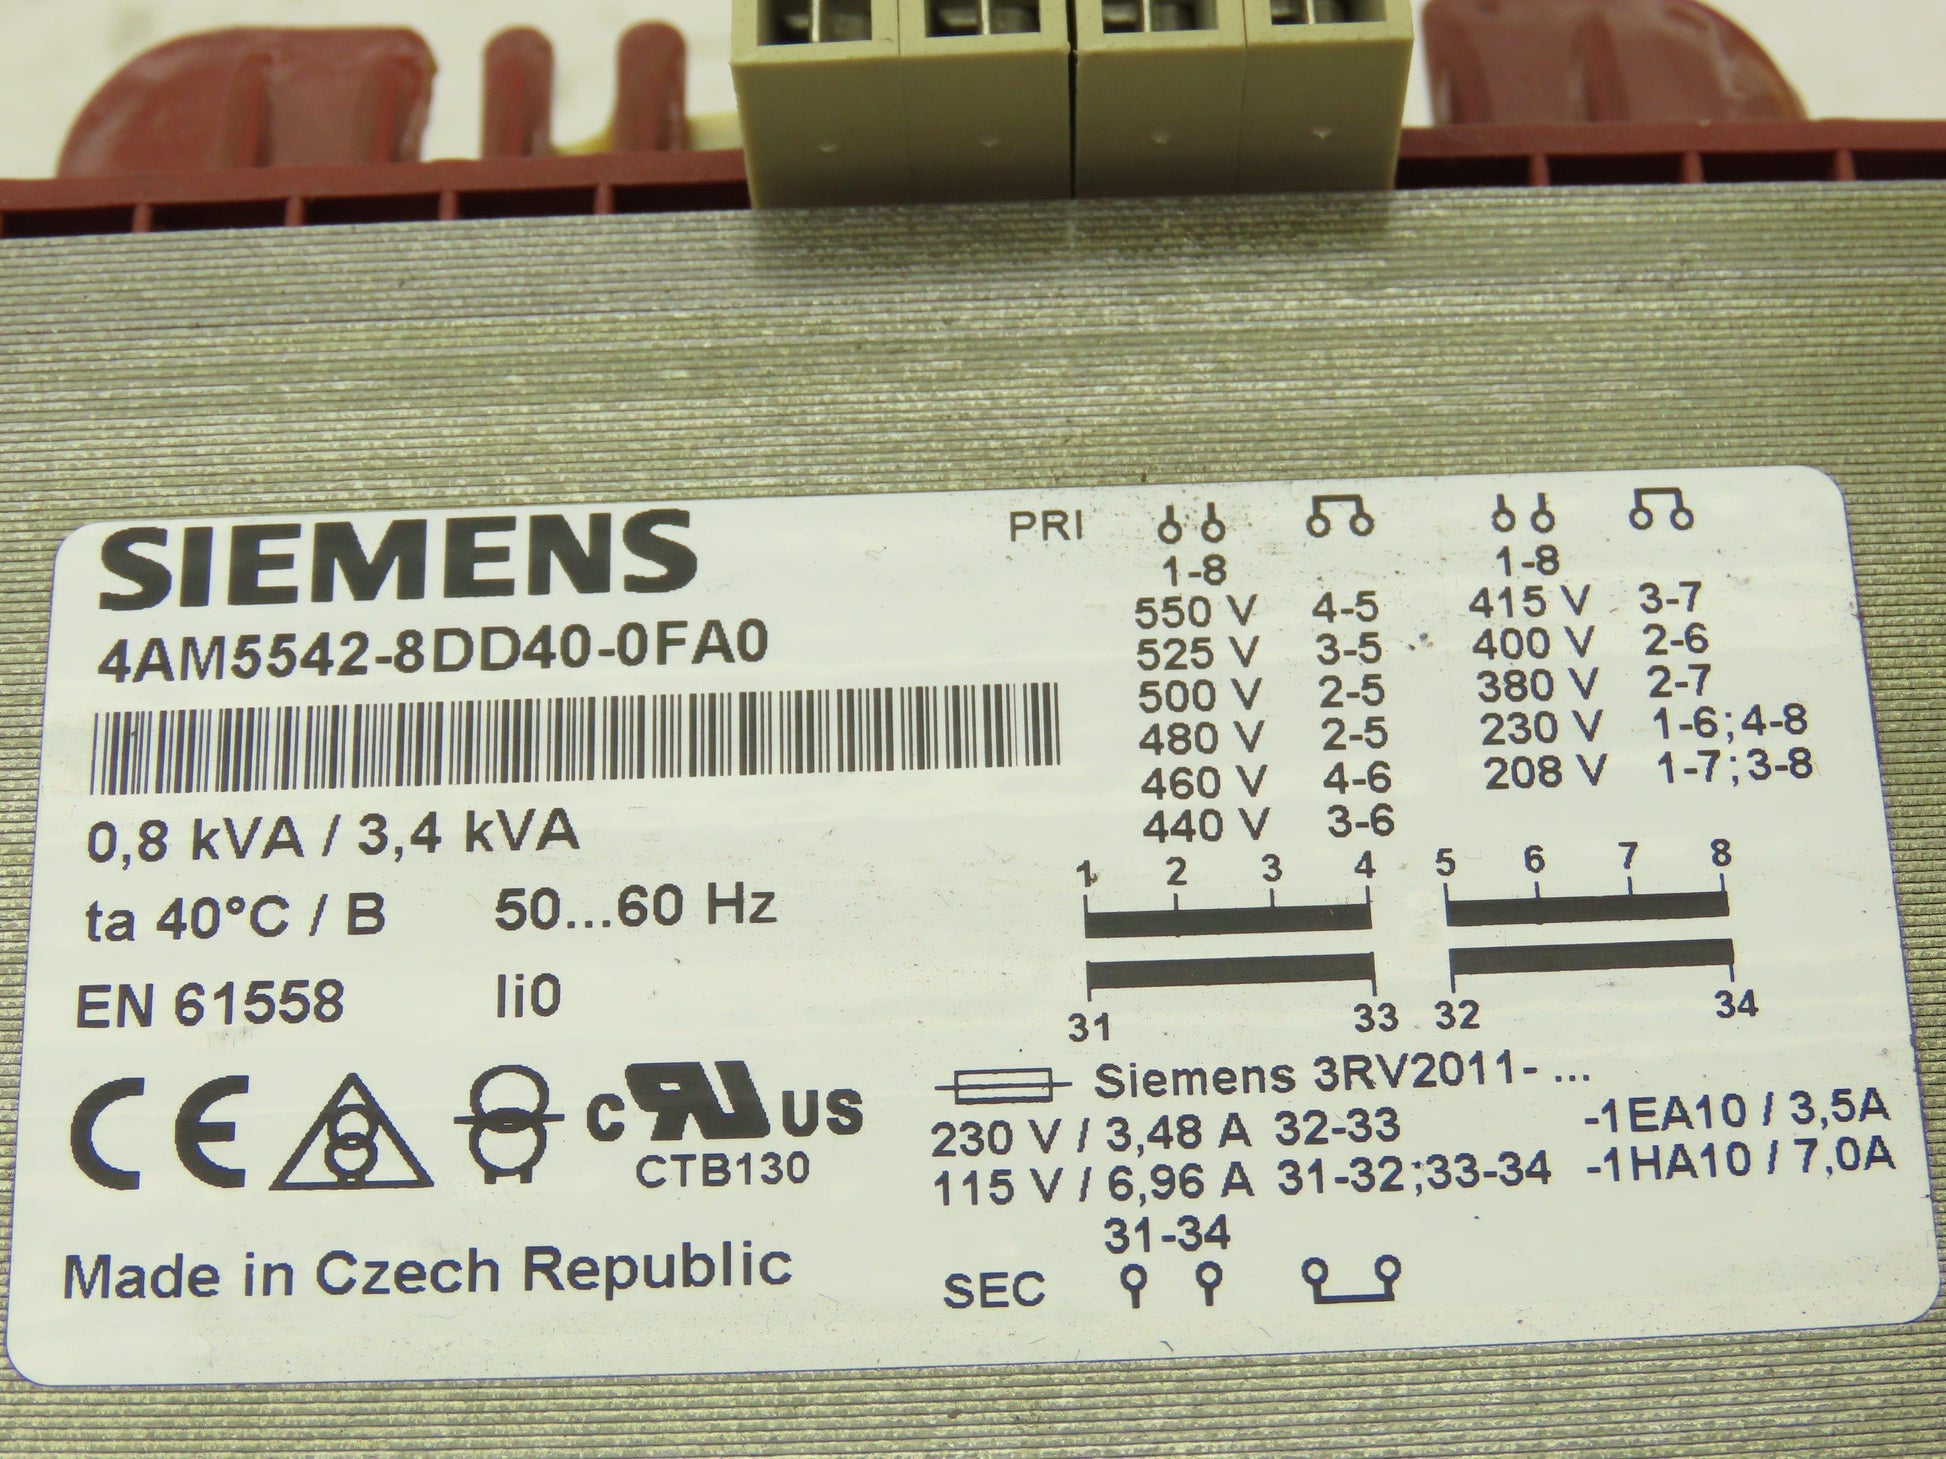 SIEMENS
4AM5542-8DD40-0FA0
0,8 kVA / 3,4 kVA
ta 40°C / B 50...60 Hz
EN 61558 Ii0
CE c RU US
CTB130
Made in Czech Republic
PRI
1-8 1-8
550 V 4-5 415 V 3-7
525 V 3-5 400 V 2-6
500 V 2-5 380 V 2-7
480 V 2-5 230 V 1-6;4-8
460 V 4-6 208 V 1-7;3-8
440 V 3-6
1 2 3 4 5 6 7 8
31 33 32 34
Siemens 3RV2011- ...
230 V / 3,48 A 32-33 -1EA10 / 3,5A
115 V / 6,96 A 31-32;33-34 -1HA10 / 7,0A
31-34
SEC